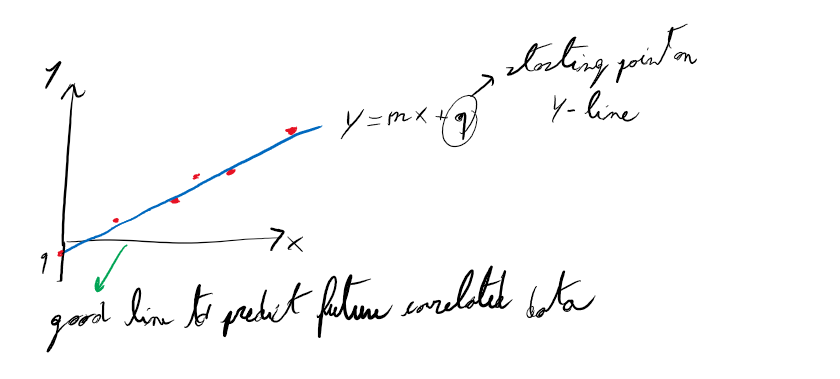 Y
y = mx + q
starting point on
Y-line
x
q
good line to predict future correlated data